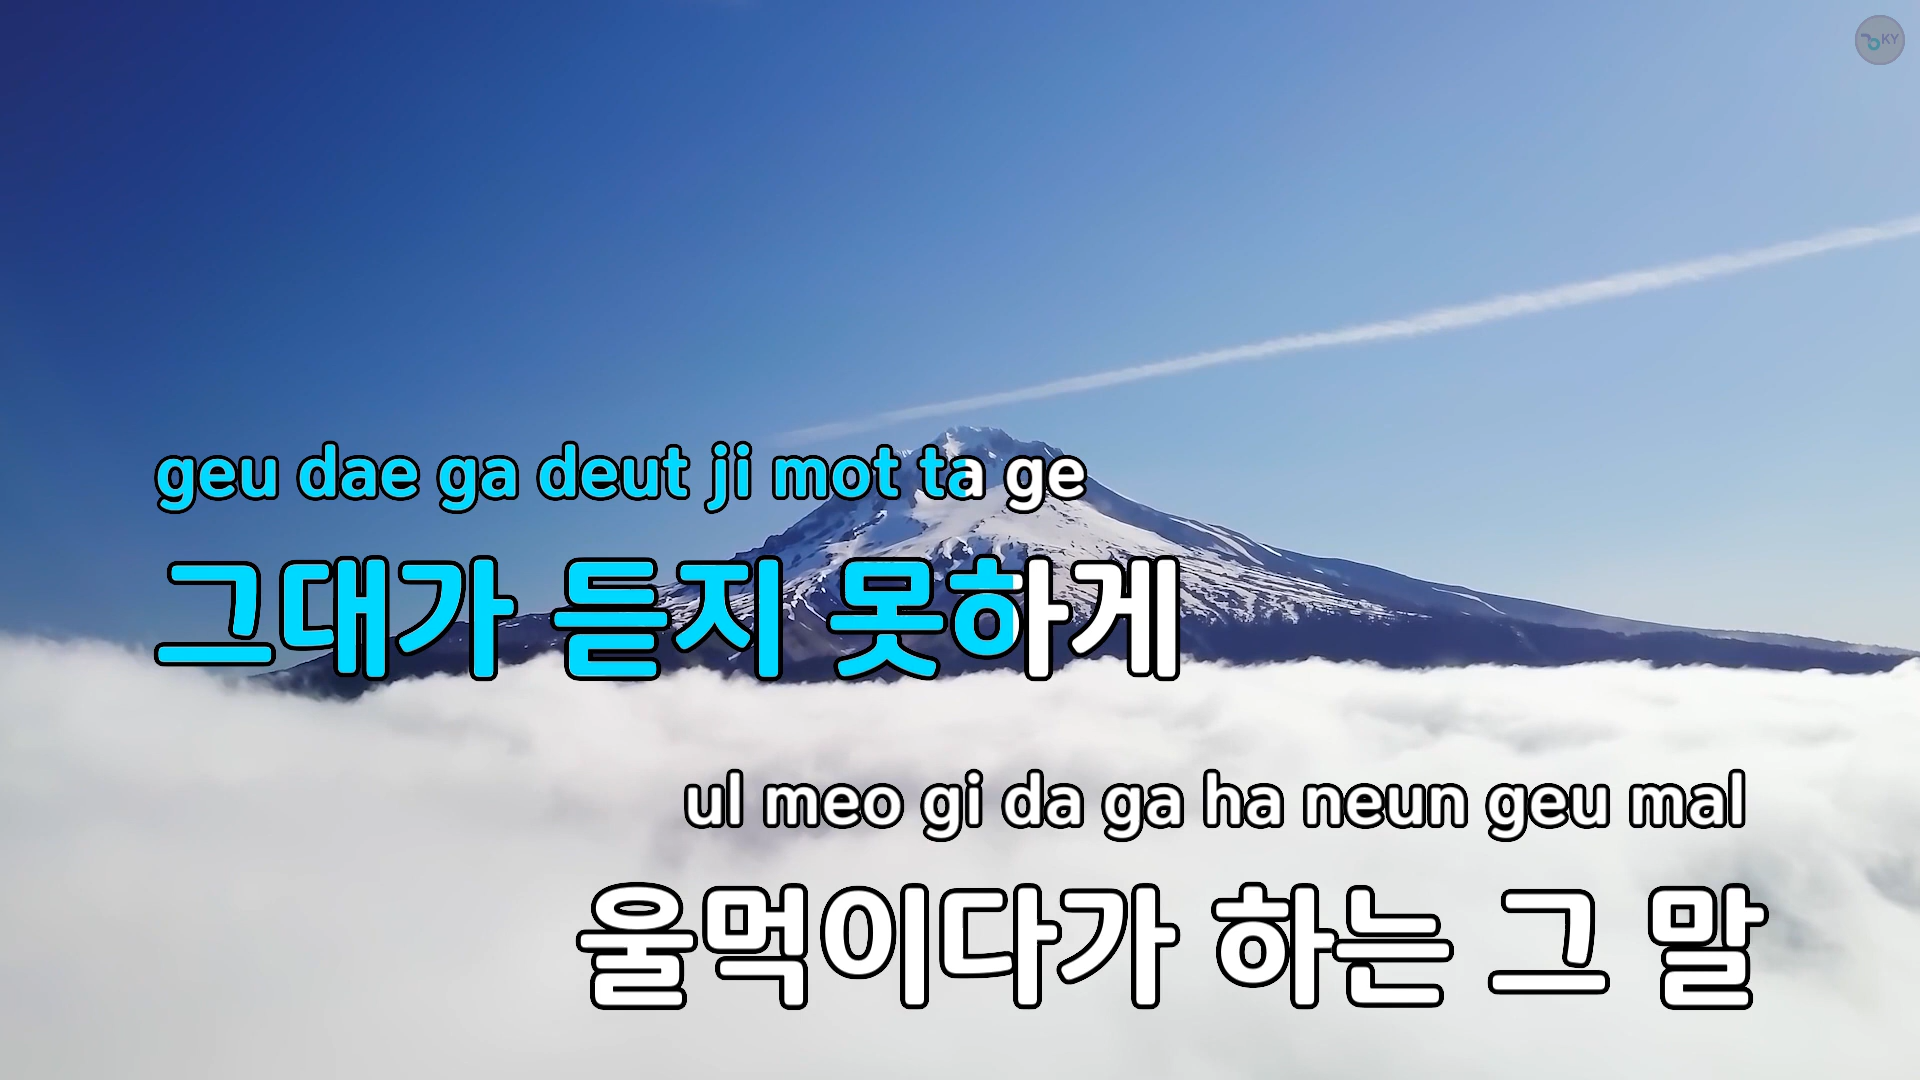 KY
geu dae ga deut ji mot ta ge
그대가 듣지 못하게
ul meo gi da ga ha neun geu mal
울먹이다가 하는 그 말